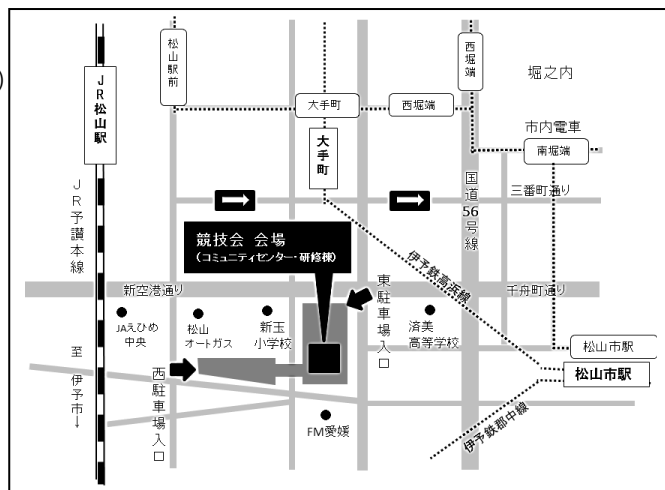 )
松山駅前
西堀端
堀之内
JR松山駅
大手町
西堀端
市内電車
大手町
南堀端
国道56号線
三番町通り
JR予讃本線
競技会 会場
(コミュニティセンター・研修棟)
伊予鉄高浜線
新空港通り
東駐車場入口
千舟町通り
JAえひめ
中央
松山
オートガス
新玉
小学校
済美
高等学校
松山市駅
松山市駅
至 伊予市↓
西駐車場入口
FM愛媛
伊予鉄郡中線